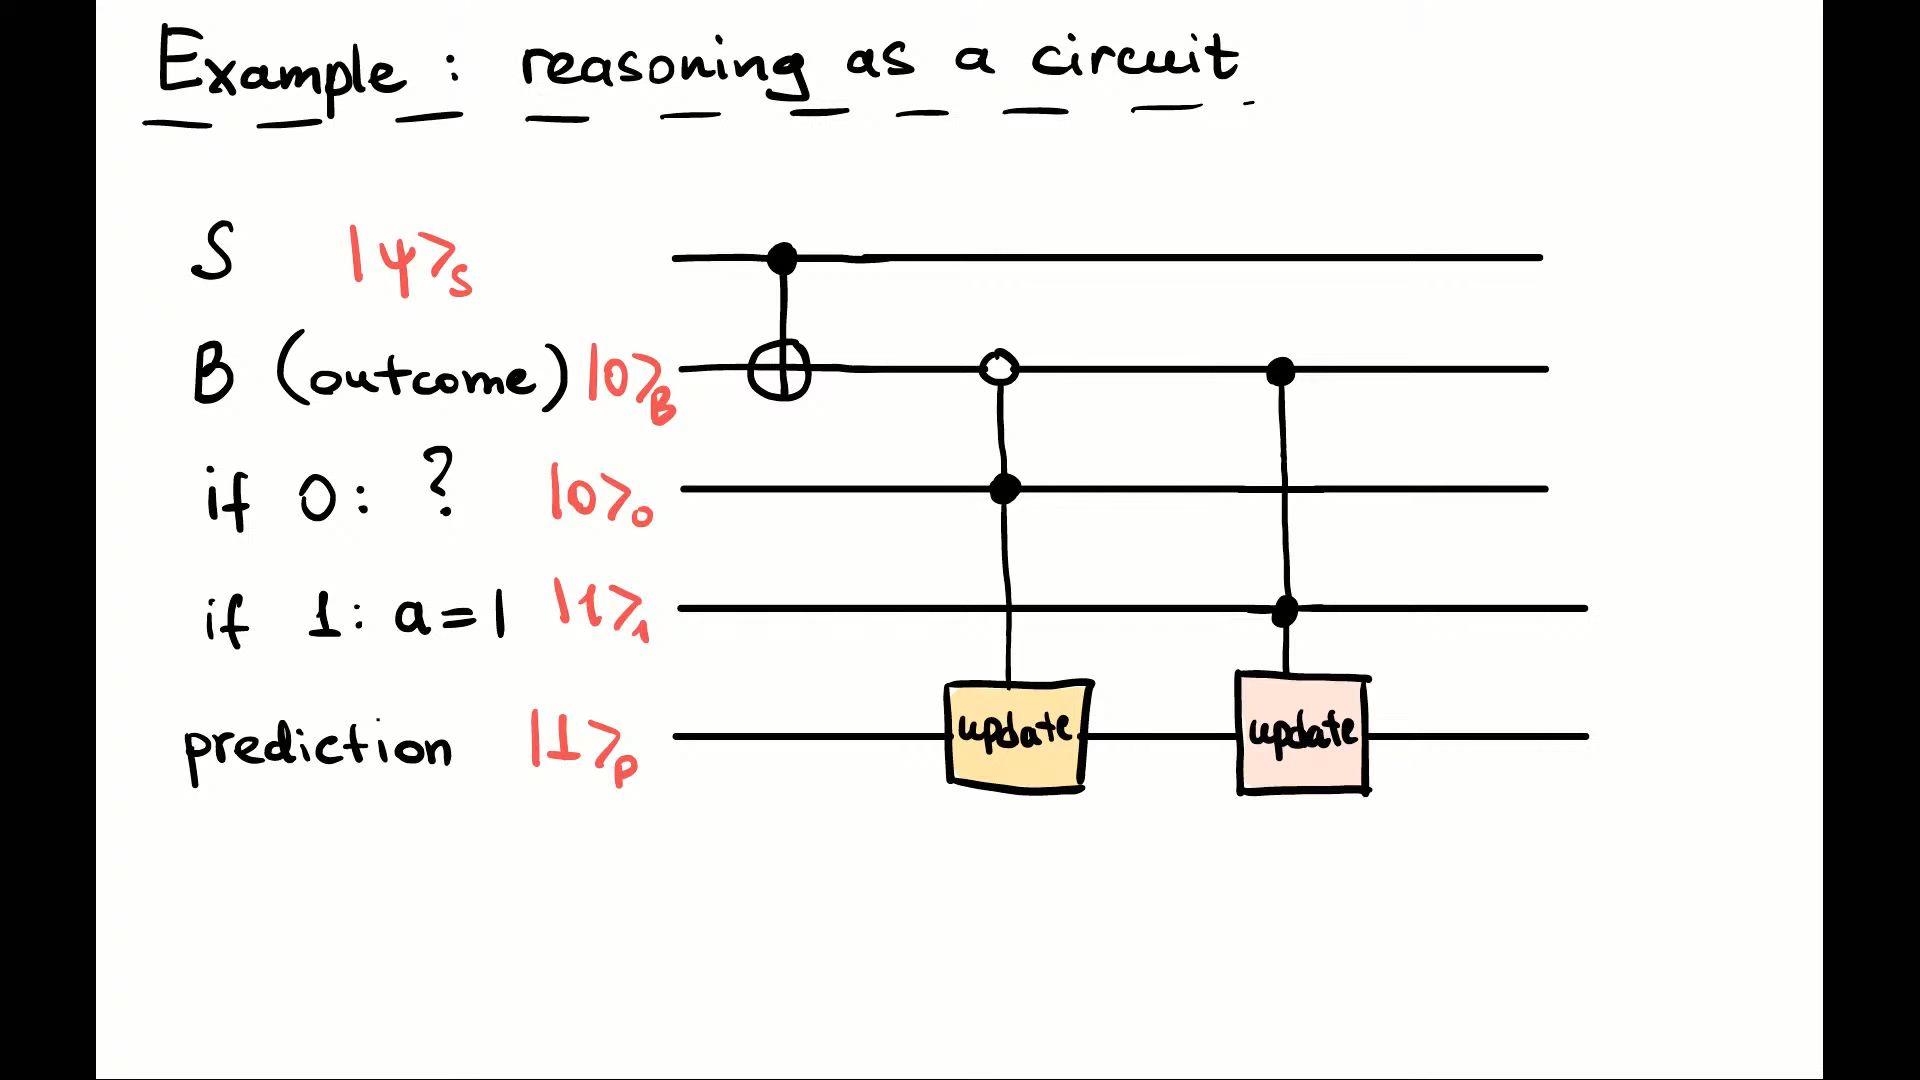 Example : reasoning as a circuit
S |ψ⟩s
B (outcome) |0⟩B
if 0: ? |0⟩0
if 1: a=1 |1⟩1
prediction |1⟩p
update update